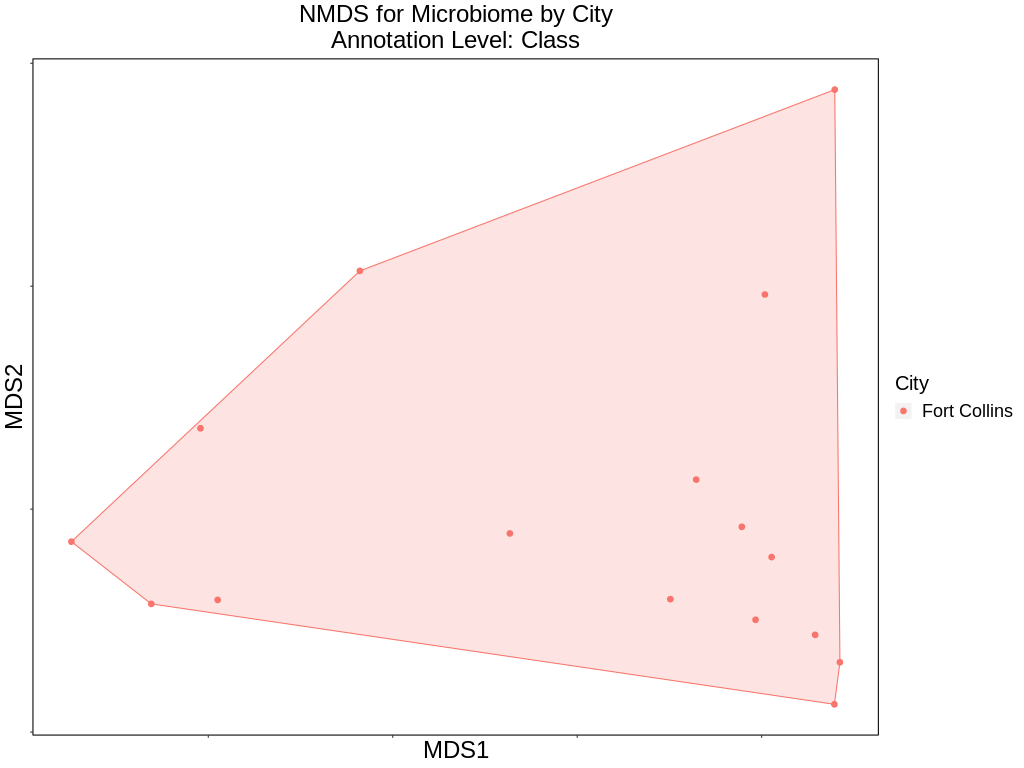 NMDS for Microbiome by City
Annotation Level: Class
MDS2
City
Fort Collins
MDS1